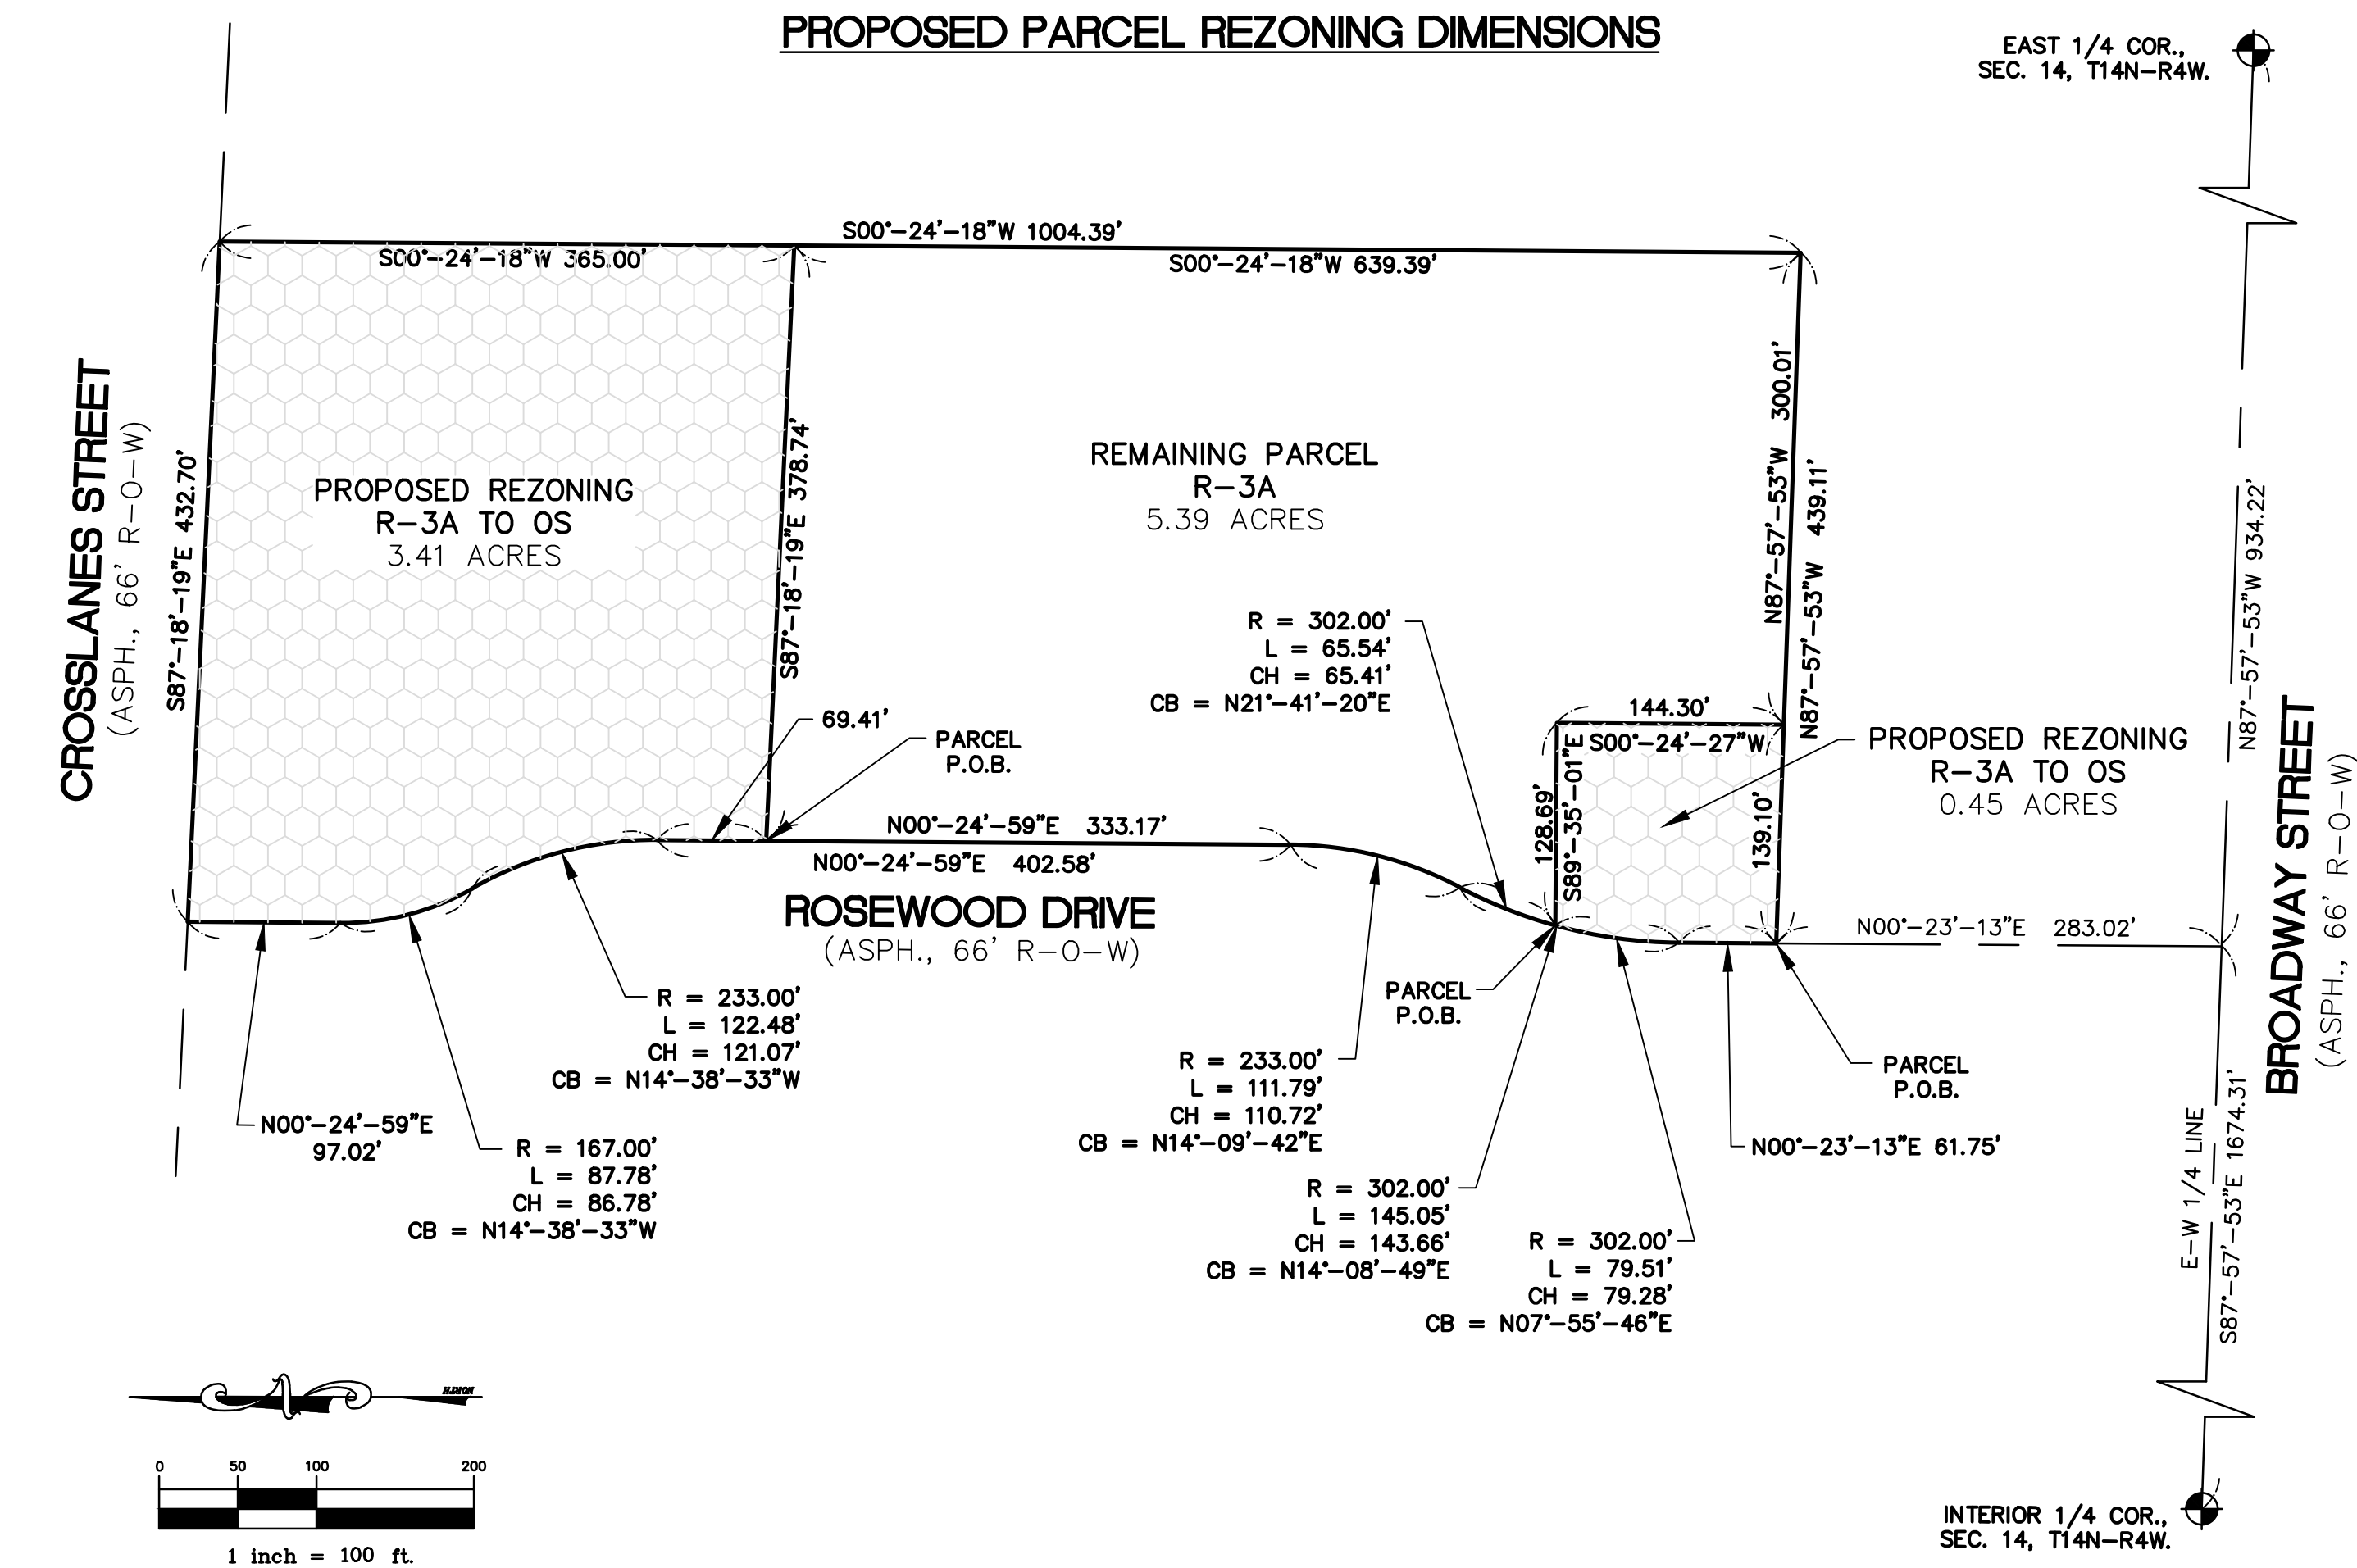 PROPOSED PARCEL REZONING DIMENSIONS
EAST 1/4 COR.,
SEC. 14, T14N-R4W.
S00°-24'-18"W 1004.39'
S00°-24'-18"W 365.00'
S00°-24'-18"W 639.39'
CROSSLANES STREET
(ASPH., 66' R-O-W)
S87°-18'-19"E 432.70'
PROPOSED REZONING
R-3A TO OS
3.41 ACRES
S87°-18'-19"E 378.74'
REMAINING PARCEL
R-3A
5.39 ACRES
N87°-57'-53"W 300.01'
N87°-57'-53"W 439.11'
N87°-57'-53"W 934.22'
R = 302.00'
L = 65.54'
CH = 65.41'
CB = N21°-41'-20"E
69.41'
PARCEL
P.O.B.
144.30'
S00°-24'-27"W
128.69'
S89°-35'-01"E
139.10'
PROPOSED REZONING
R-3A TO OS
0.45 ACRES
BROADWAY STREET
(ASPH., 66' R-O-W)
N00°-24'-59"E 333.17'
N00°-24'-59"E 402.58'
ROSEWOOD DRIVE
(ASPH., 66' R-O-W)
N00°-23'-13"E 283.02'
PARCEL
P.O.B.
R = 233.00'
L = 122.48'
CH = 121.07'
CB = N14°-38'-33"W
R = 233.00'
L = 111.79'
CH = 110.72'
CB = N14°-09'-42"E
PARCEL
P.O.B.
N00°-24'-59"E
97.02'
R = 167.00'
L = 87.78'
CH = 86.78'
CB = N14°-38'-33"W
N00°-23'-13"E 61.75'
R = 302.00'
L = 145.05'
CH = 143.66'
CB = N14°-08'-49"E
R = 302.00'
L = 79.51'
CH = 79.28'
CB = N07°-55'-46"E
E-W 1/4 LINE
S87°-57'-53"E 1674.31'
NORTH
0 50 100 200
1 inch = 100 ft.
INTERIOR 1/4 COR.,
SEC. 14, T14N-R4W.